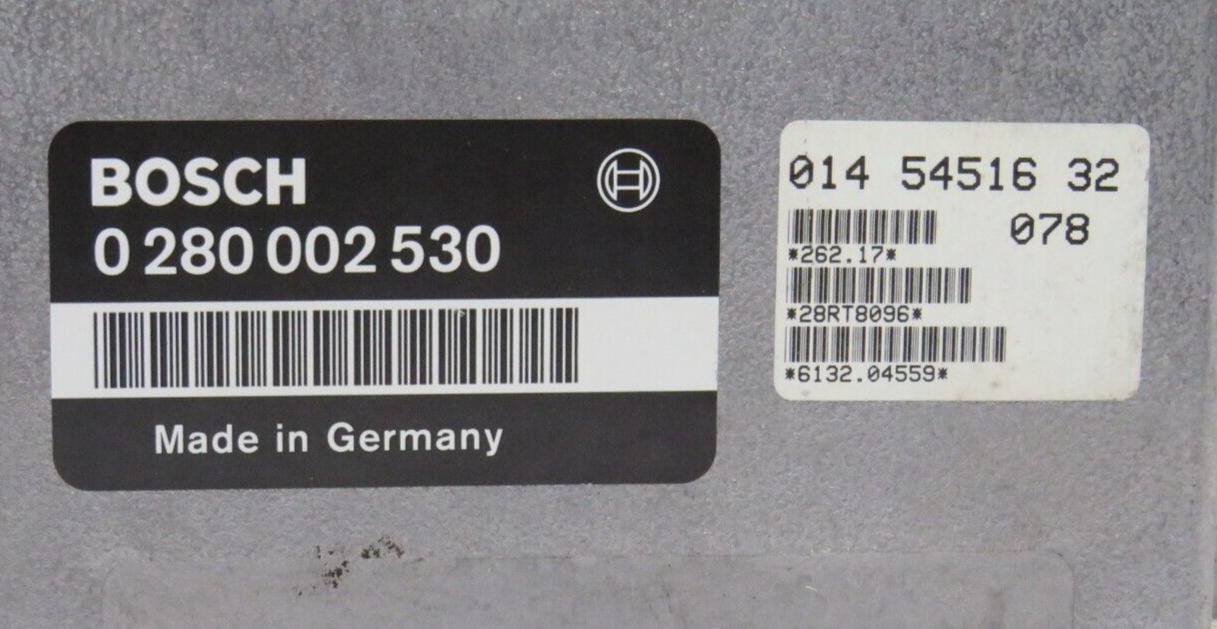 BOSCH
0 280 002 530
Made in Germany
014 54516 32
078
*262.17*
*28RT8096*
*6132.04559*